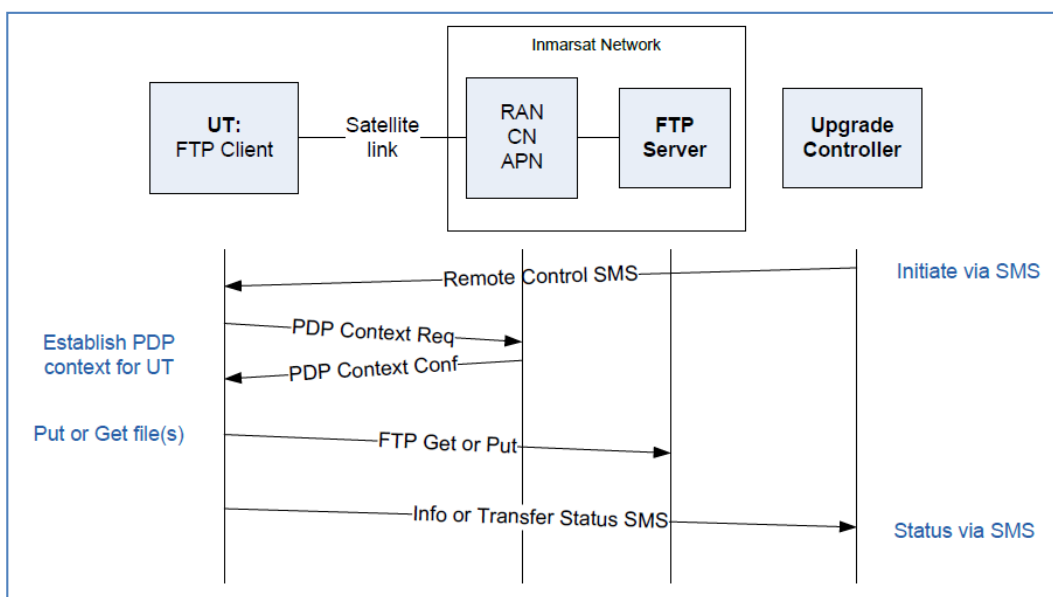 Inmarsat Network
UT:
FTP Client
Satellite
link
RAN
CN
APN
FTP
Server
Upgrade
Controller
Remote Control SMS
Initiate via SMS
PDP Context Req
Establish PDP
context for UT
PDP Context Conf
Put or Get file(s)
FTP Get or Put
Info or Transfer Status SMS
Status via SMS